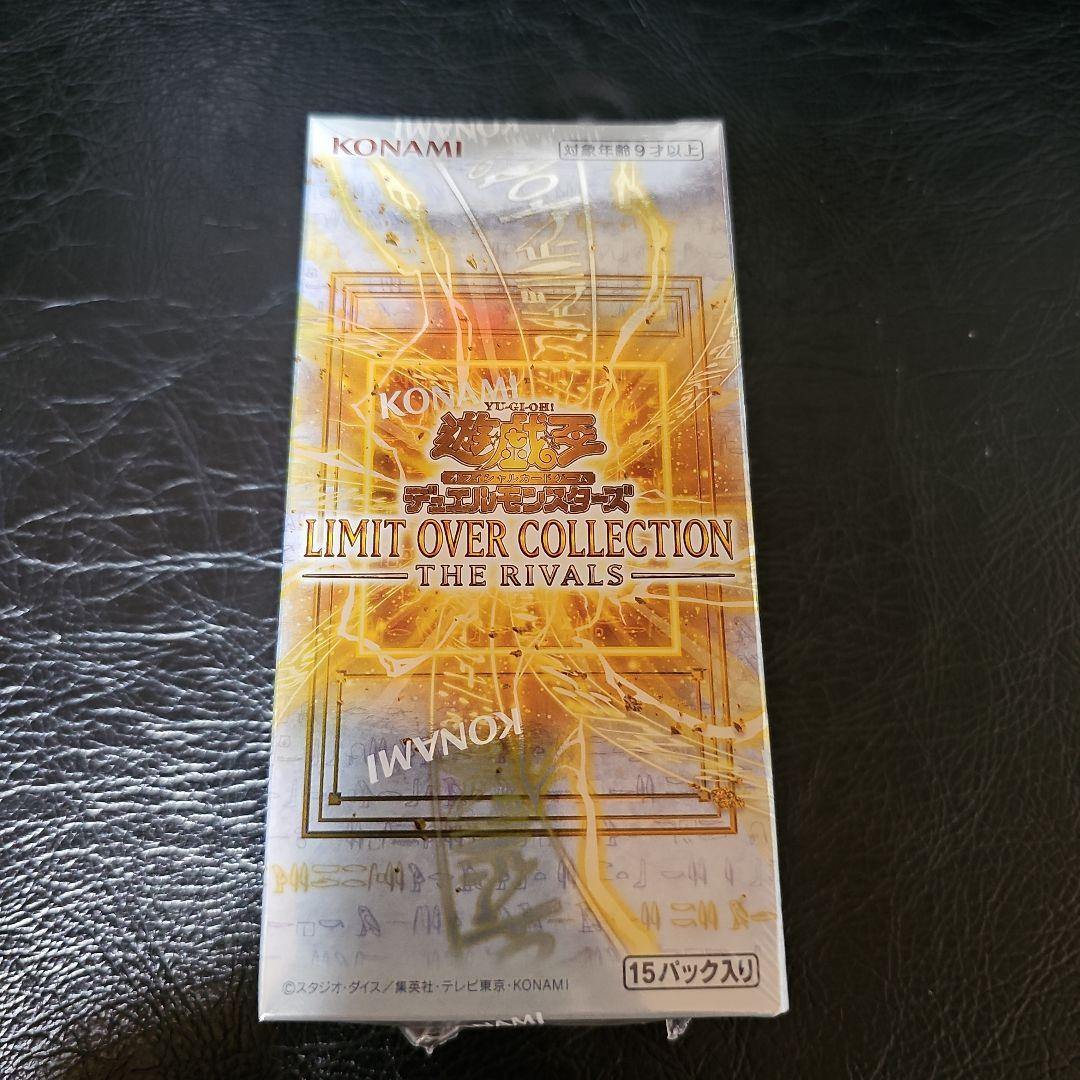 KONAMI
対象年齢9才以上
KONAMI
KONAMI
YU-GI-OH!
遊戯王
オフィシャルカードゲーム
デュエルモンスターズ
LIMIT OVER COLLECTION
THE RIVALS
KONAMI
15パック入り
©スタジオ・ダイス/集英社・テレビ東京・KONAMI
KONAMI